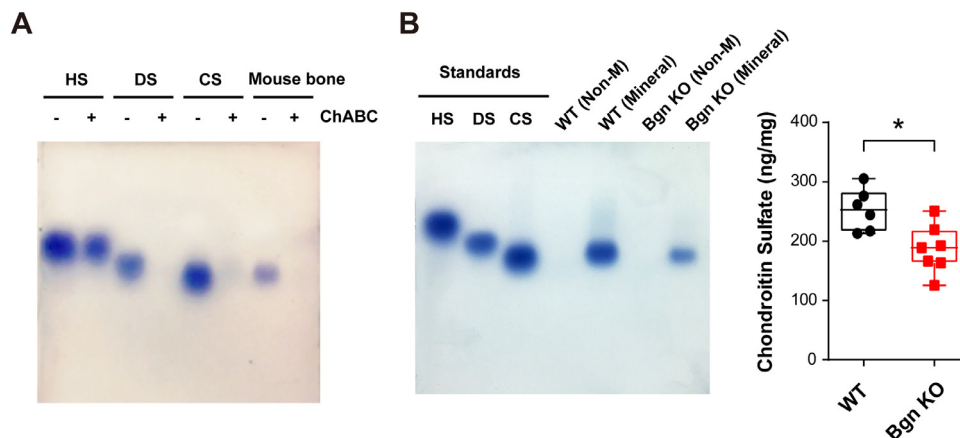 A
HS DS CS Mouse bone
- + - + - + - + ChABC
B
Standards
HS DS CS
WT (Non-M)
WT (Mineral)
Bgn KO (Non-M)
Bgn KO (Mineral)
*
Chondroitin Sulfate (ng/mg)
400
300
200
100
0
WT
Bgn KO